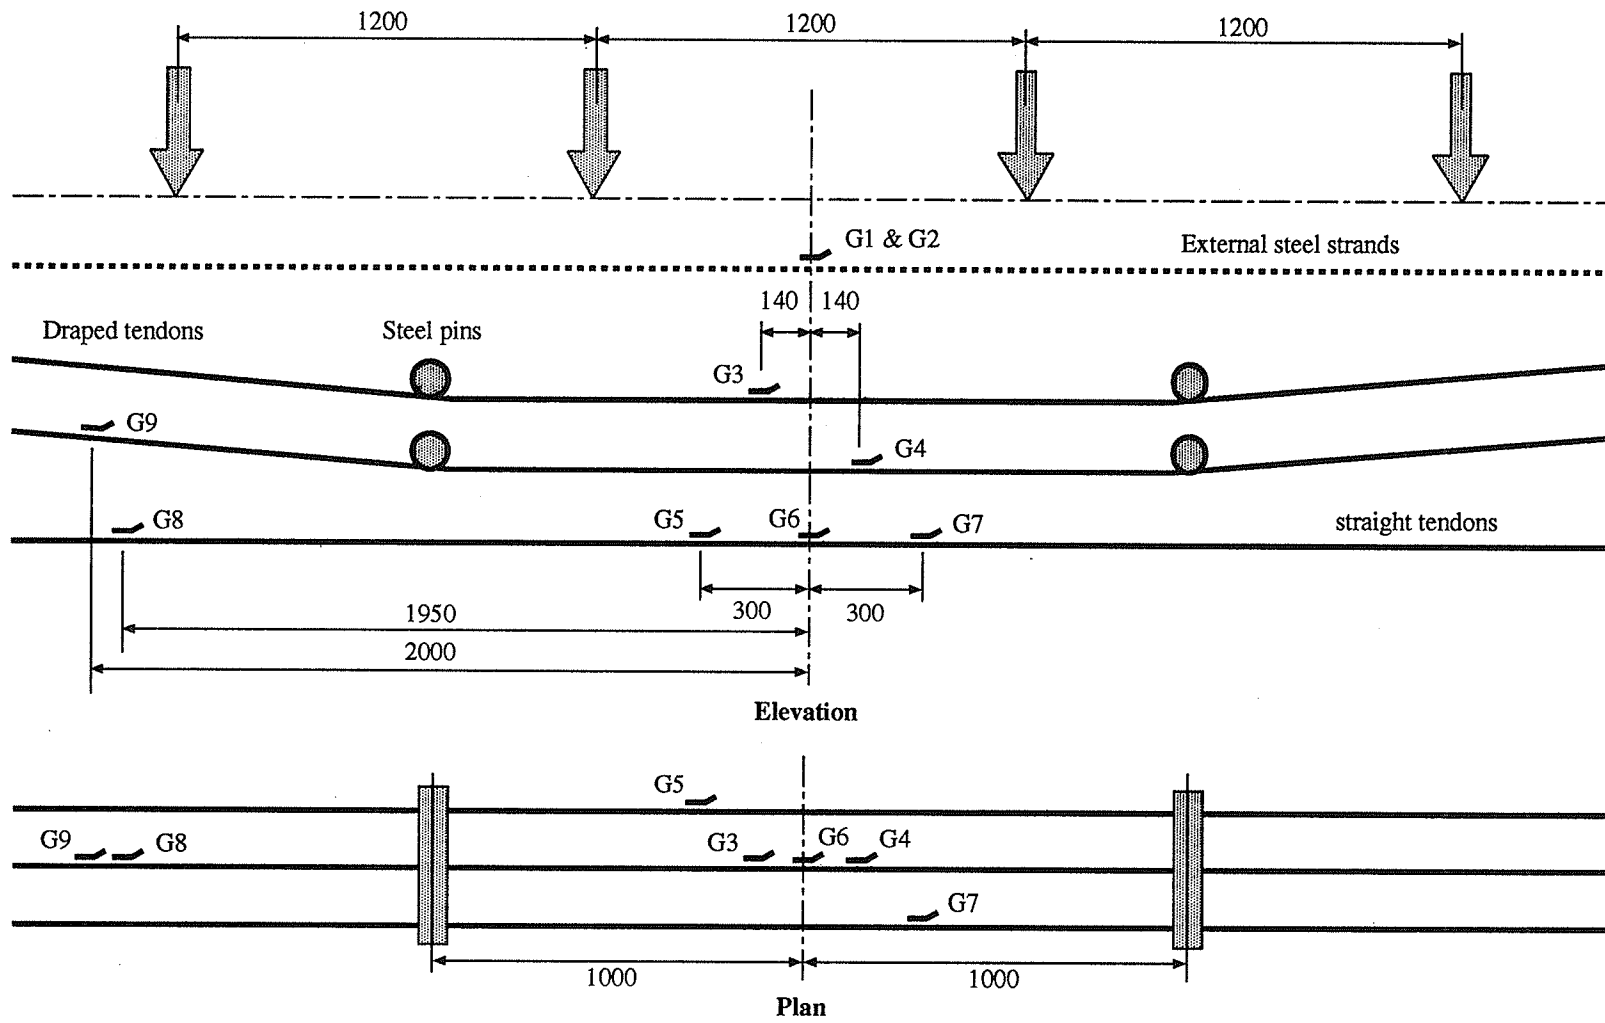 1200 1200 1200
G1 & G2 External steel strands
140 140
Draped tendons Steel pins
G3
G9 G4
G8 G5 G6 G7 straight tendons
300 300
1950
2000
Elevation
G5
G9 G8 G3 G6 G4
G7
1000 1000
Plan